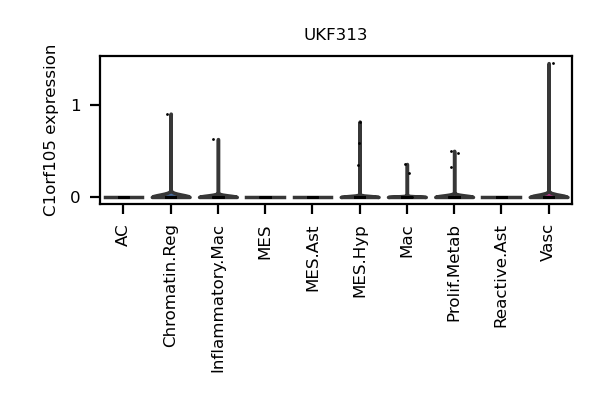 UKF313
C1orf105 expression
1
0
AC
Chromatin.Reg
Inflammatory.Mac
MES
MES.Ast
MES.Hyp
Mac
Prolif.Metab
Reactive.Ast
Vasc